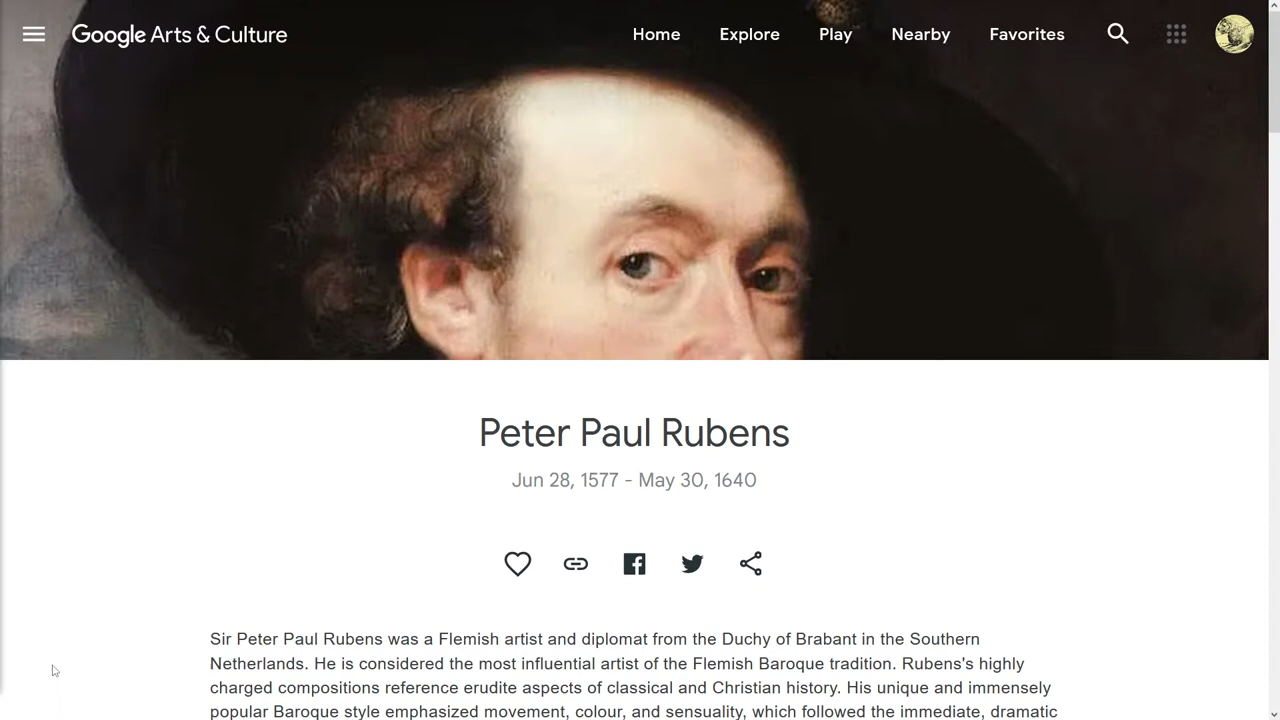 Google Arts & Culture
Home Explore Play Nearby Favorites
Peter Paul Rubens
Jun 28, 1577 - May 30, 1640
Sir Peter Paul Rubens was a Flemish artist and diplomat from the Duchy of Brabant in the Southern
Netherlands. He is considered the most influential artist of the Flemish Baroque tradition. Rubens's highly
charged compositions reference erudite aspects of classical and Christian history. His unique and immensely
popular Baroque style emphasized movement, colour, and sensuality, which followed the immediate, dramatic